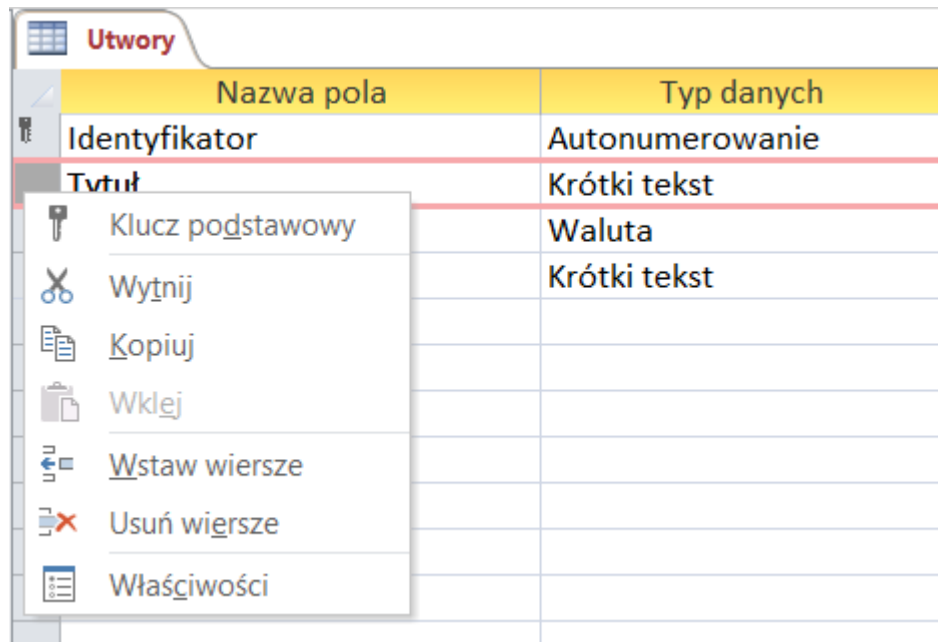 Utwory
Nazwa pola Typ danych
Identyfikator Autonumerowanie
Tytuł Krótki tekst
Klucz podstawowy Waluta
Krótki tekst
Wytnij
Kopiuj
Wklej
Wstaw wiersze
Usuń wiersze
Właściwości